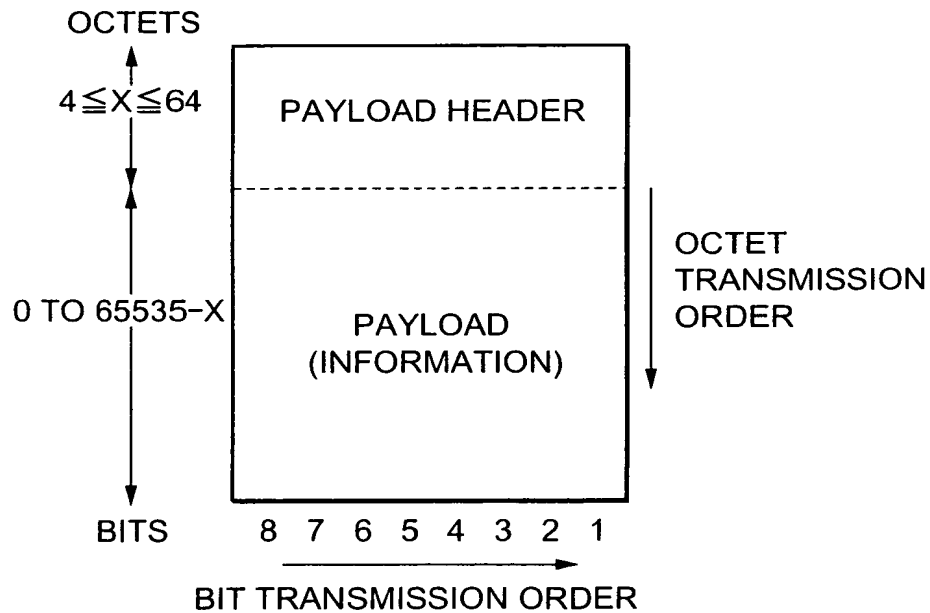 OCTETS
4≦X≦64
PAYLOAD HEADER
OCTET
TRANSMISSION
ORDER
0 TO 65535-X
PAYLOAD
(INFORMATION)
BITS
8 7 6 5 4 3 2 1
BIT TRANSMISSION ORDER